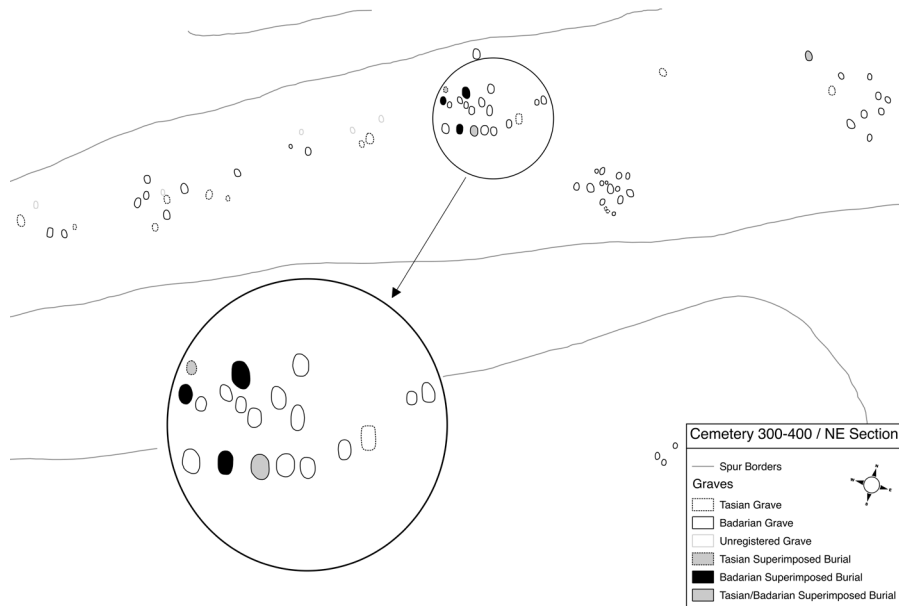 Cemetery 300-400 / NE Section
Spur Borders
Graves
Tasian Grave
Badarian Grave
Unregistered Grave
Tasian Superimposed Burial
Badarian Superimposed Burial
Tasian/Badarian Superimposed Burial
N
W
E